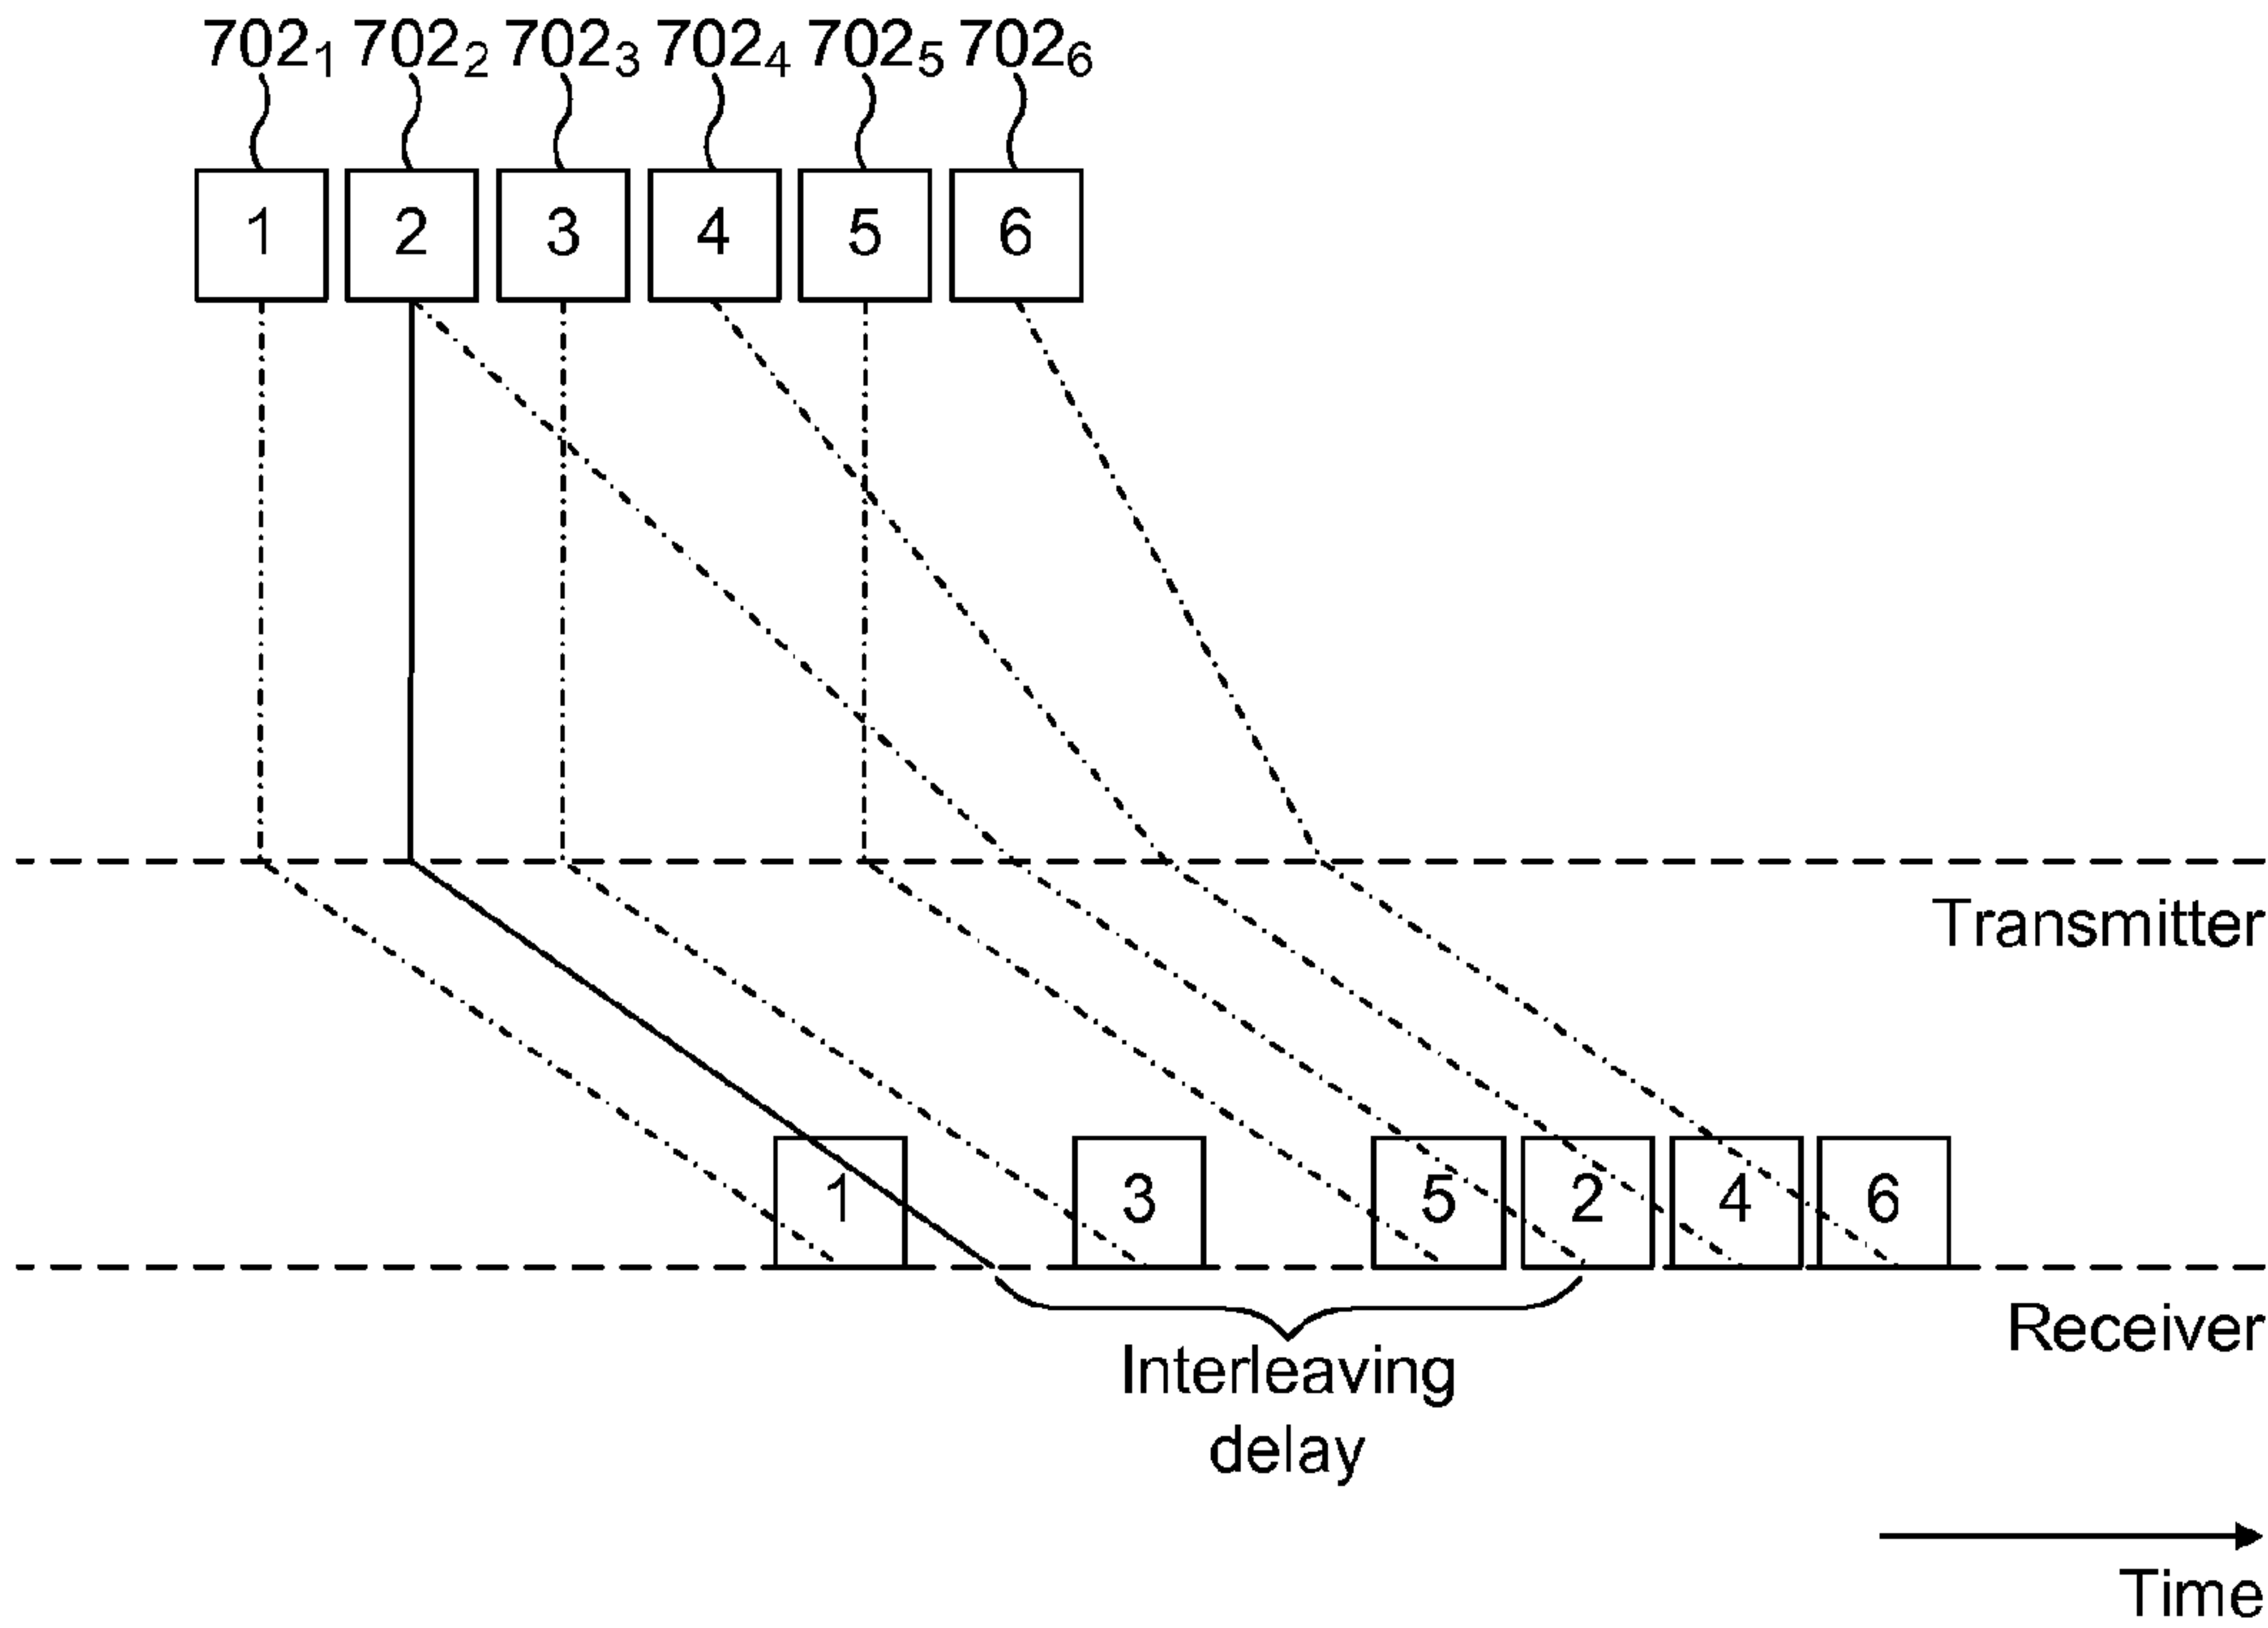 702₁ 702₂ 702₃ 702₄ 702₅ 702₆
1 2 3 4 5 6
Transmitter
1 3 5 2 4 6
Receiver
Interleaving
delay
Time